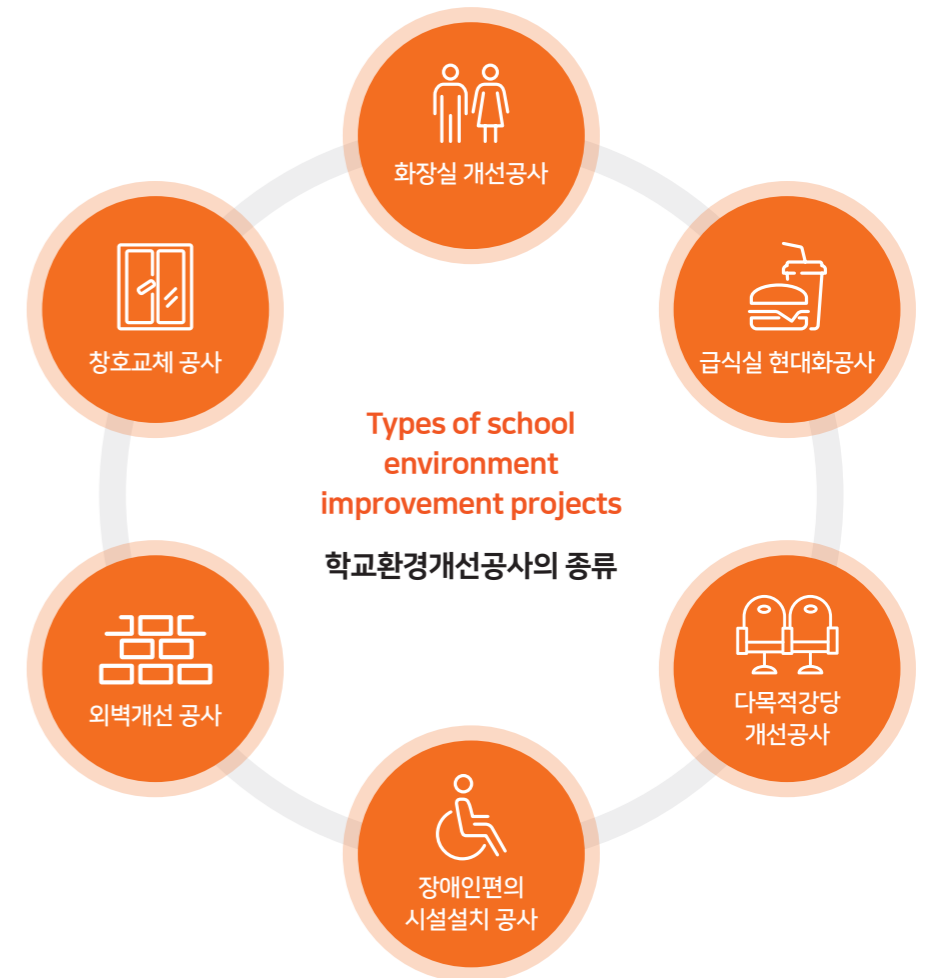 화장실 개선공사
창호교체 공사
급식실 현대화공사
Types of school
environment
improvement projects
학교환경개선공사의 종류
외벽개선 공사
다목적강당
개선공사
장애인편의
시설설치 공사